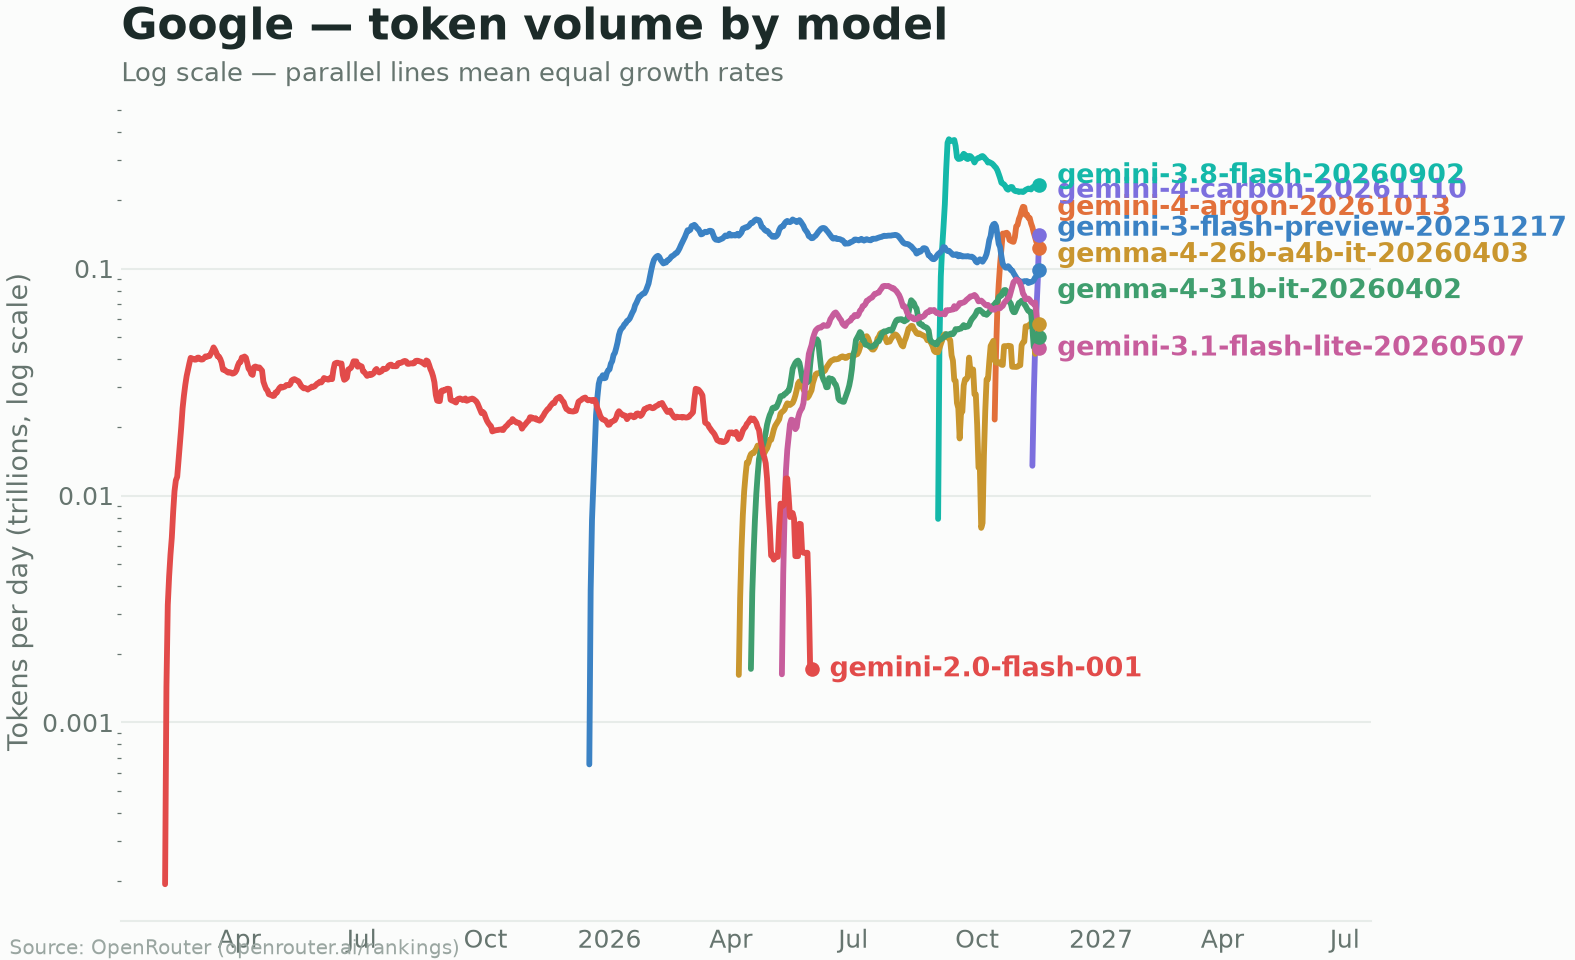 Google — token volume by model
Log scale — parallel lines mean equal growth rates
Tokens per day (trillions, log scale)
0.1
0.01
0.001
gemini-3.8-flash-20260902
gemini-4-carbon-20261110
gemini-4-argon-20261013
gemini-3-flash-preview-20251217
gemma-4-26b-a4b-it-20260403
gemma-4-31b-it-20260402
gemini-3.1-flash-lite-20260507
gemini-2.0-flash-001
Apr Jul Oct 2026 Apr Jul Oct 2027 Apr Jul
Source: OpenRouter (openrouter.ai/rankings)